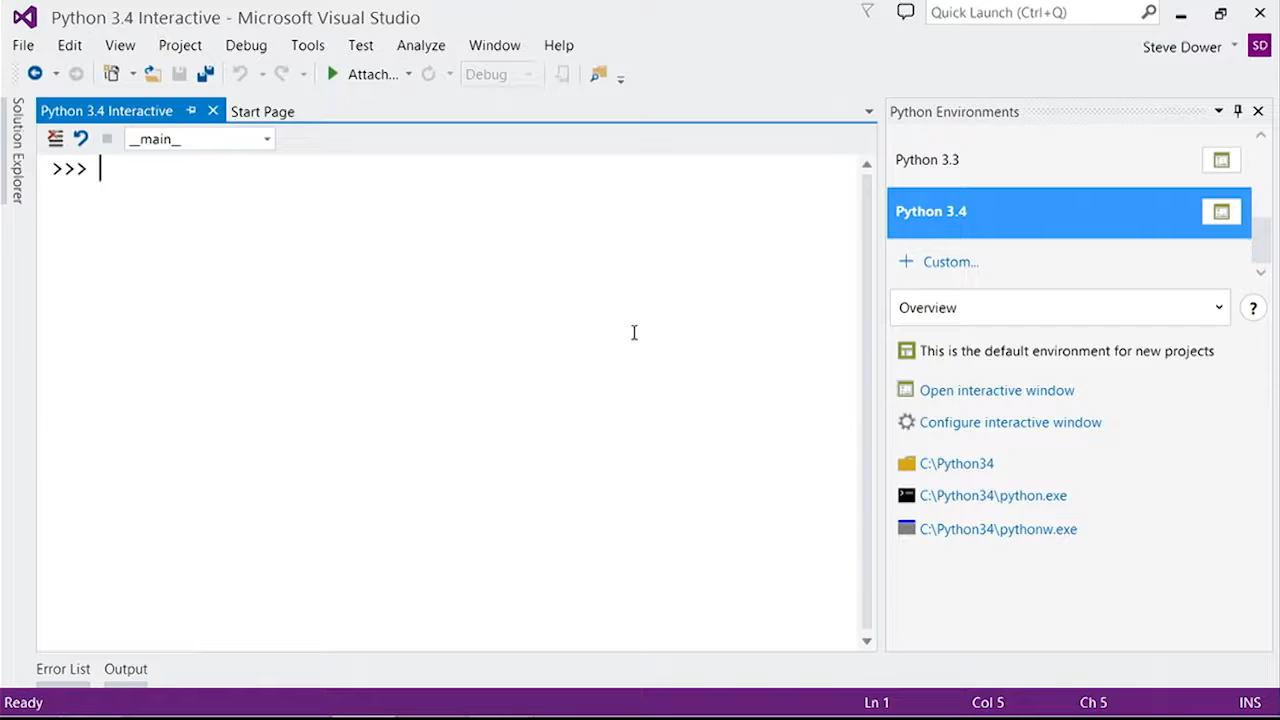 Python 3.4 Interactive - Microsoft Visual Studio
Quick Launch (Ctrl+Q)
File Edit View Project Debug Tools Test Analyze Window Help
Steve Dower SD
Attach... Debug
Solution Explorer
Python 3.4 Interactive Start Page
__main__
>>>
Python Environments
Python 3.3
Python 3.4
Custom...
Overview ?
This is the default environment for new projects
Open interactive window
Configure interactive window
C:\Python34
C:\Python34\python.exe
C:\Python34\pythonw.exe
Error List Output
Ready Ln 1 Col 5 Ch 5 INS